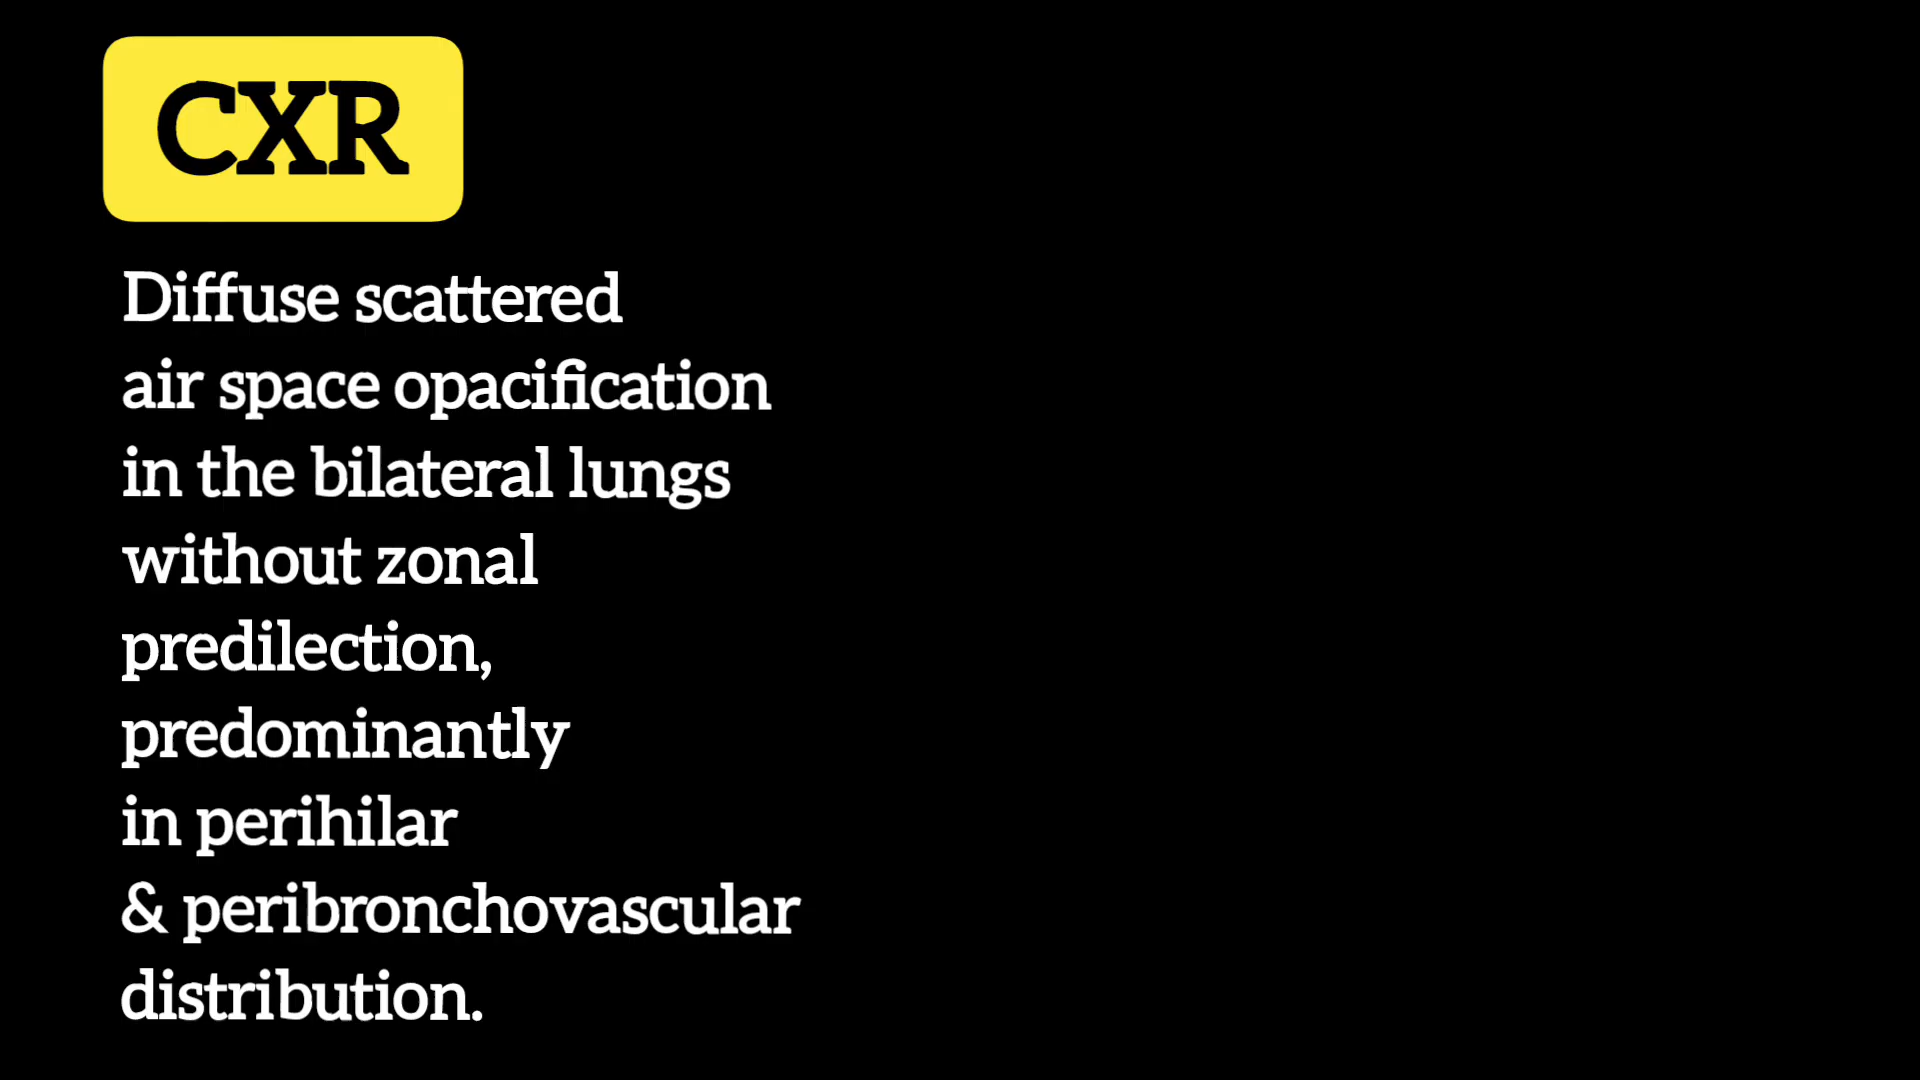 CXR
Diffuse scattered
air space opacification
in the bilateral lungs
without zonal
predilection,
predominantly
in perihilar
& peribronchovascular
distribution.